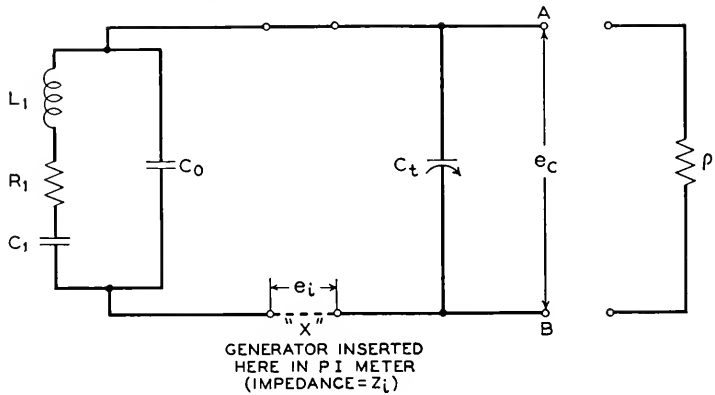 A
L1
R1
C0
Ct
ec
ρ
C1
ei
"X"
B
GENERATOR INSERTED
HERE IN PI METER
(IMPEDANCE=Zi)